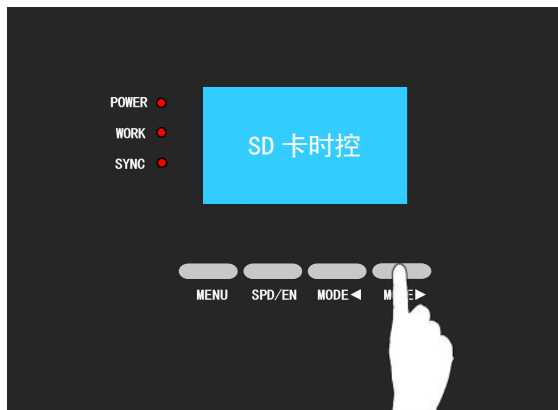 POWER
WORK
SYNC
SD 卡时控
MENU SPD/EN MODE◀ M E▶